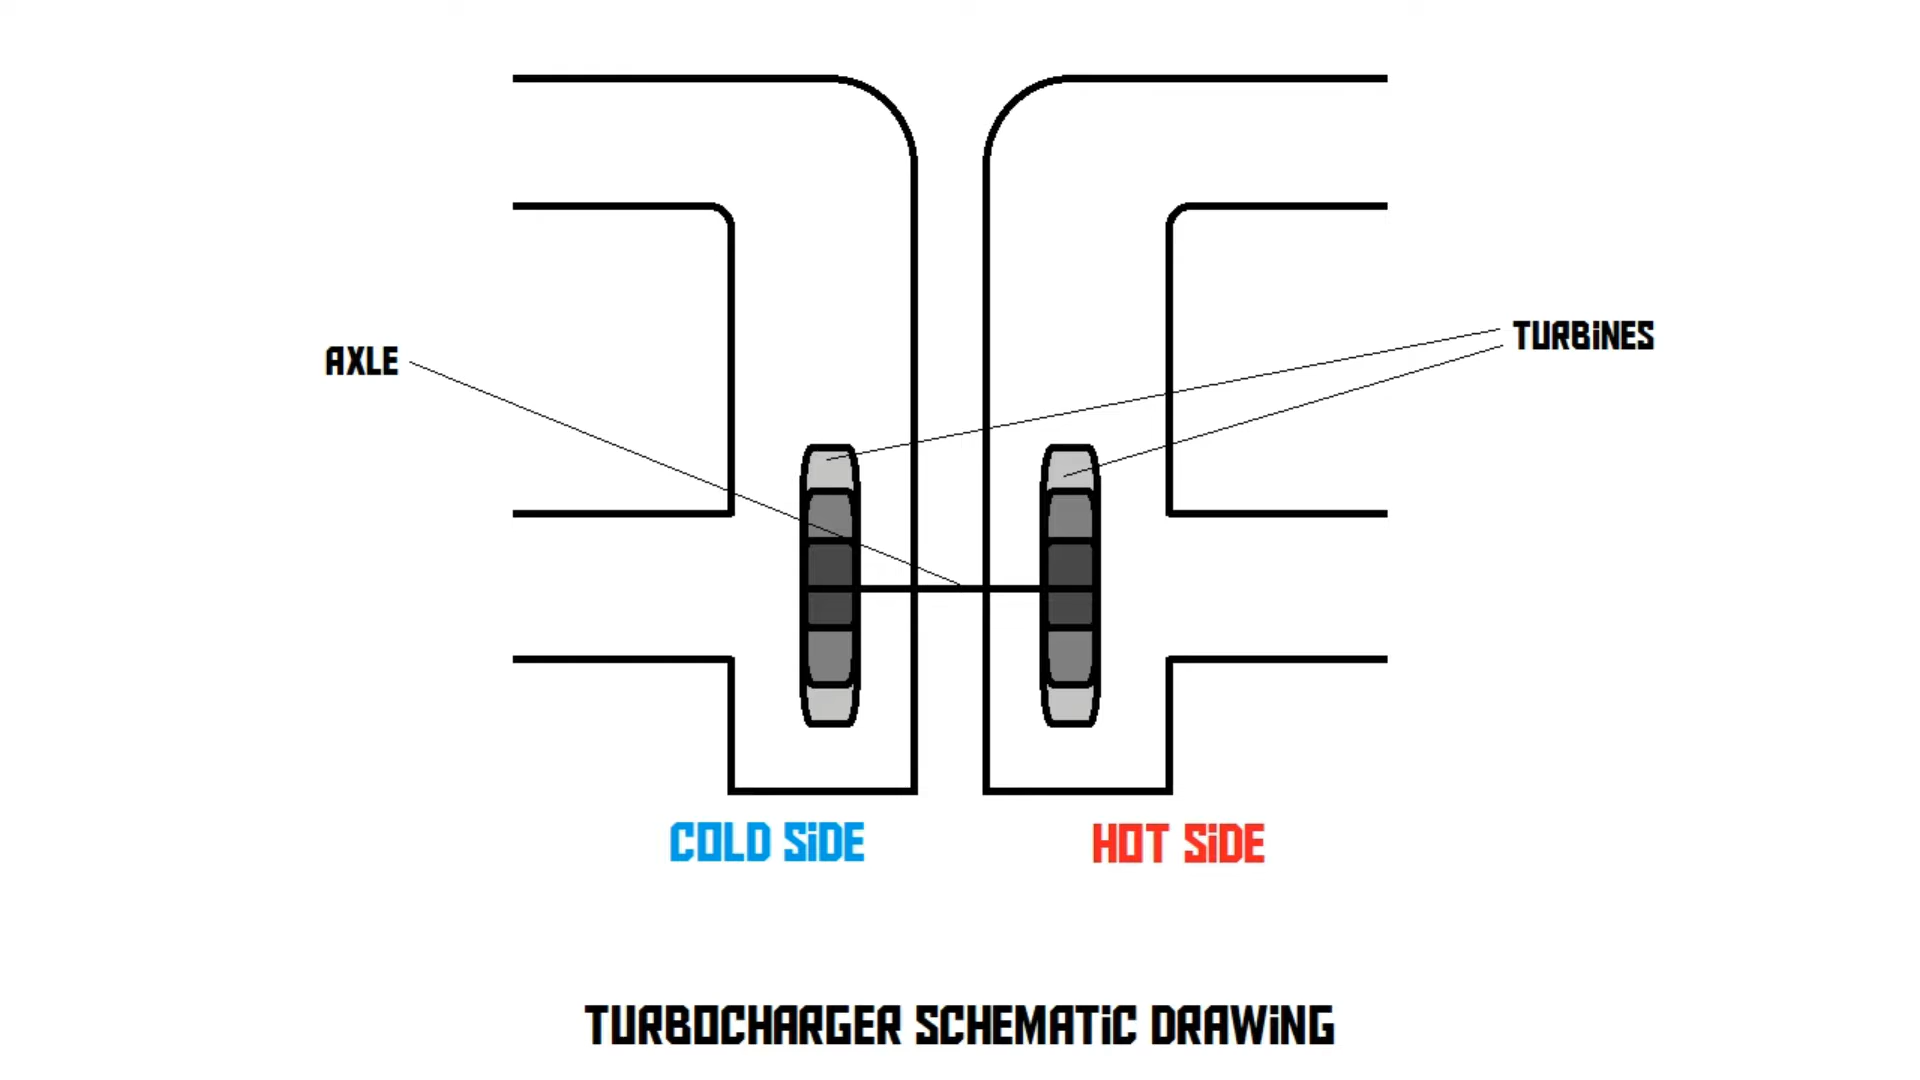 TURBiNES
AXLE
COLD SiDE
HOT SiDE
TURBOCHARGER SCHEMATiC DRAWiNG